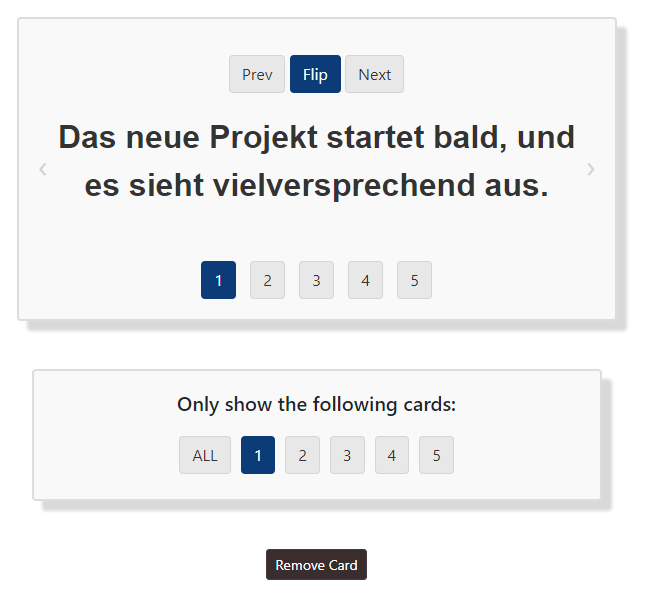 Prev Flip Next
Das neue Projekt startet bald, und
‹ ›
es sieht vielversprechend aus.
1 2 3 4 5
Only show the following cards:
ALL 1 2 3 4 5
Remove Card